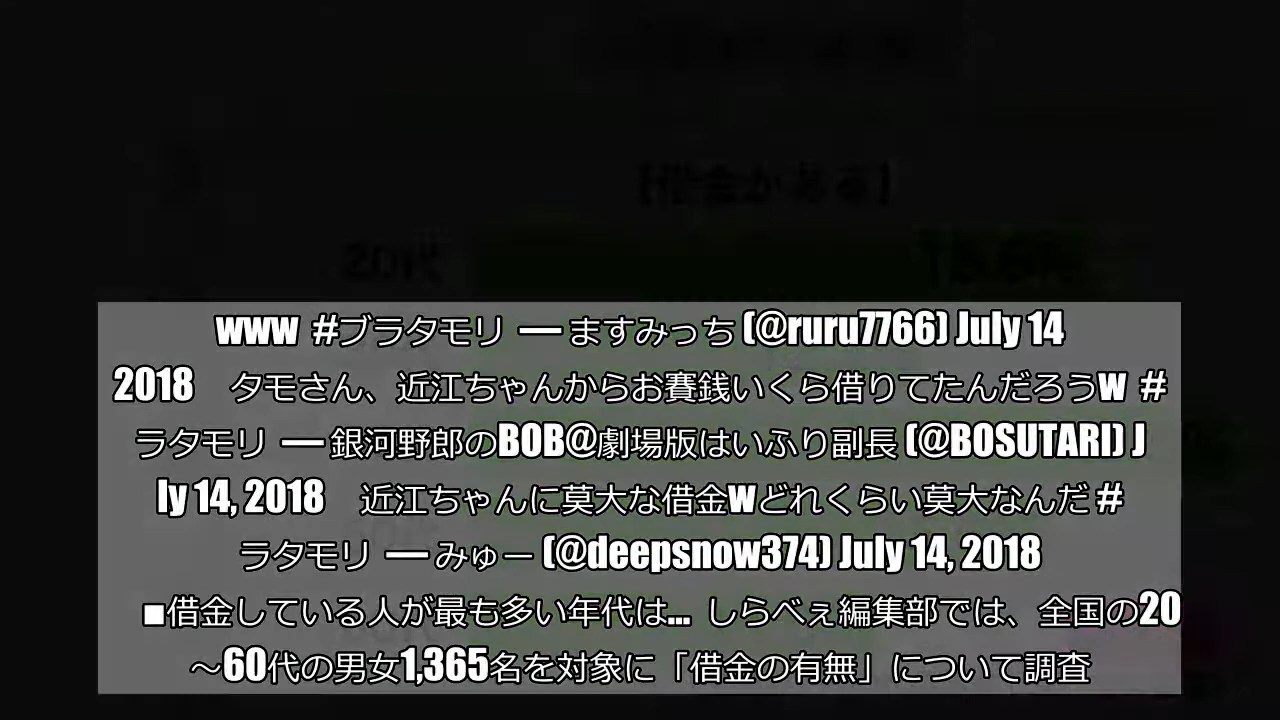 【借金がある】
20代
www #ブラタモリ — ますみっち (@ruru7766) July 14
2018 タモさん、近江ちゃんからお賽銭いくら借りてたんだろうw #
ラタモリ — 銀河野郎のBOB@劇場版はいふり副長 (@BOSUTARI) J
ly 14, 2018 近江ちゃんに莫大な借金wどれくらい莫大なんだ #
ラタモリ — みゅー (@deepsnow374) July 14, 2018
■借金している人が最も多い年代は... しらべぇ編集部では、全国の20
～60代の男女1,365名を対象に「借金の有無」について調査